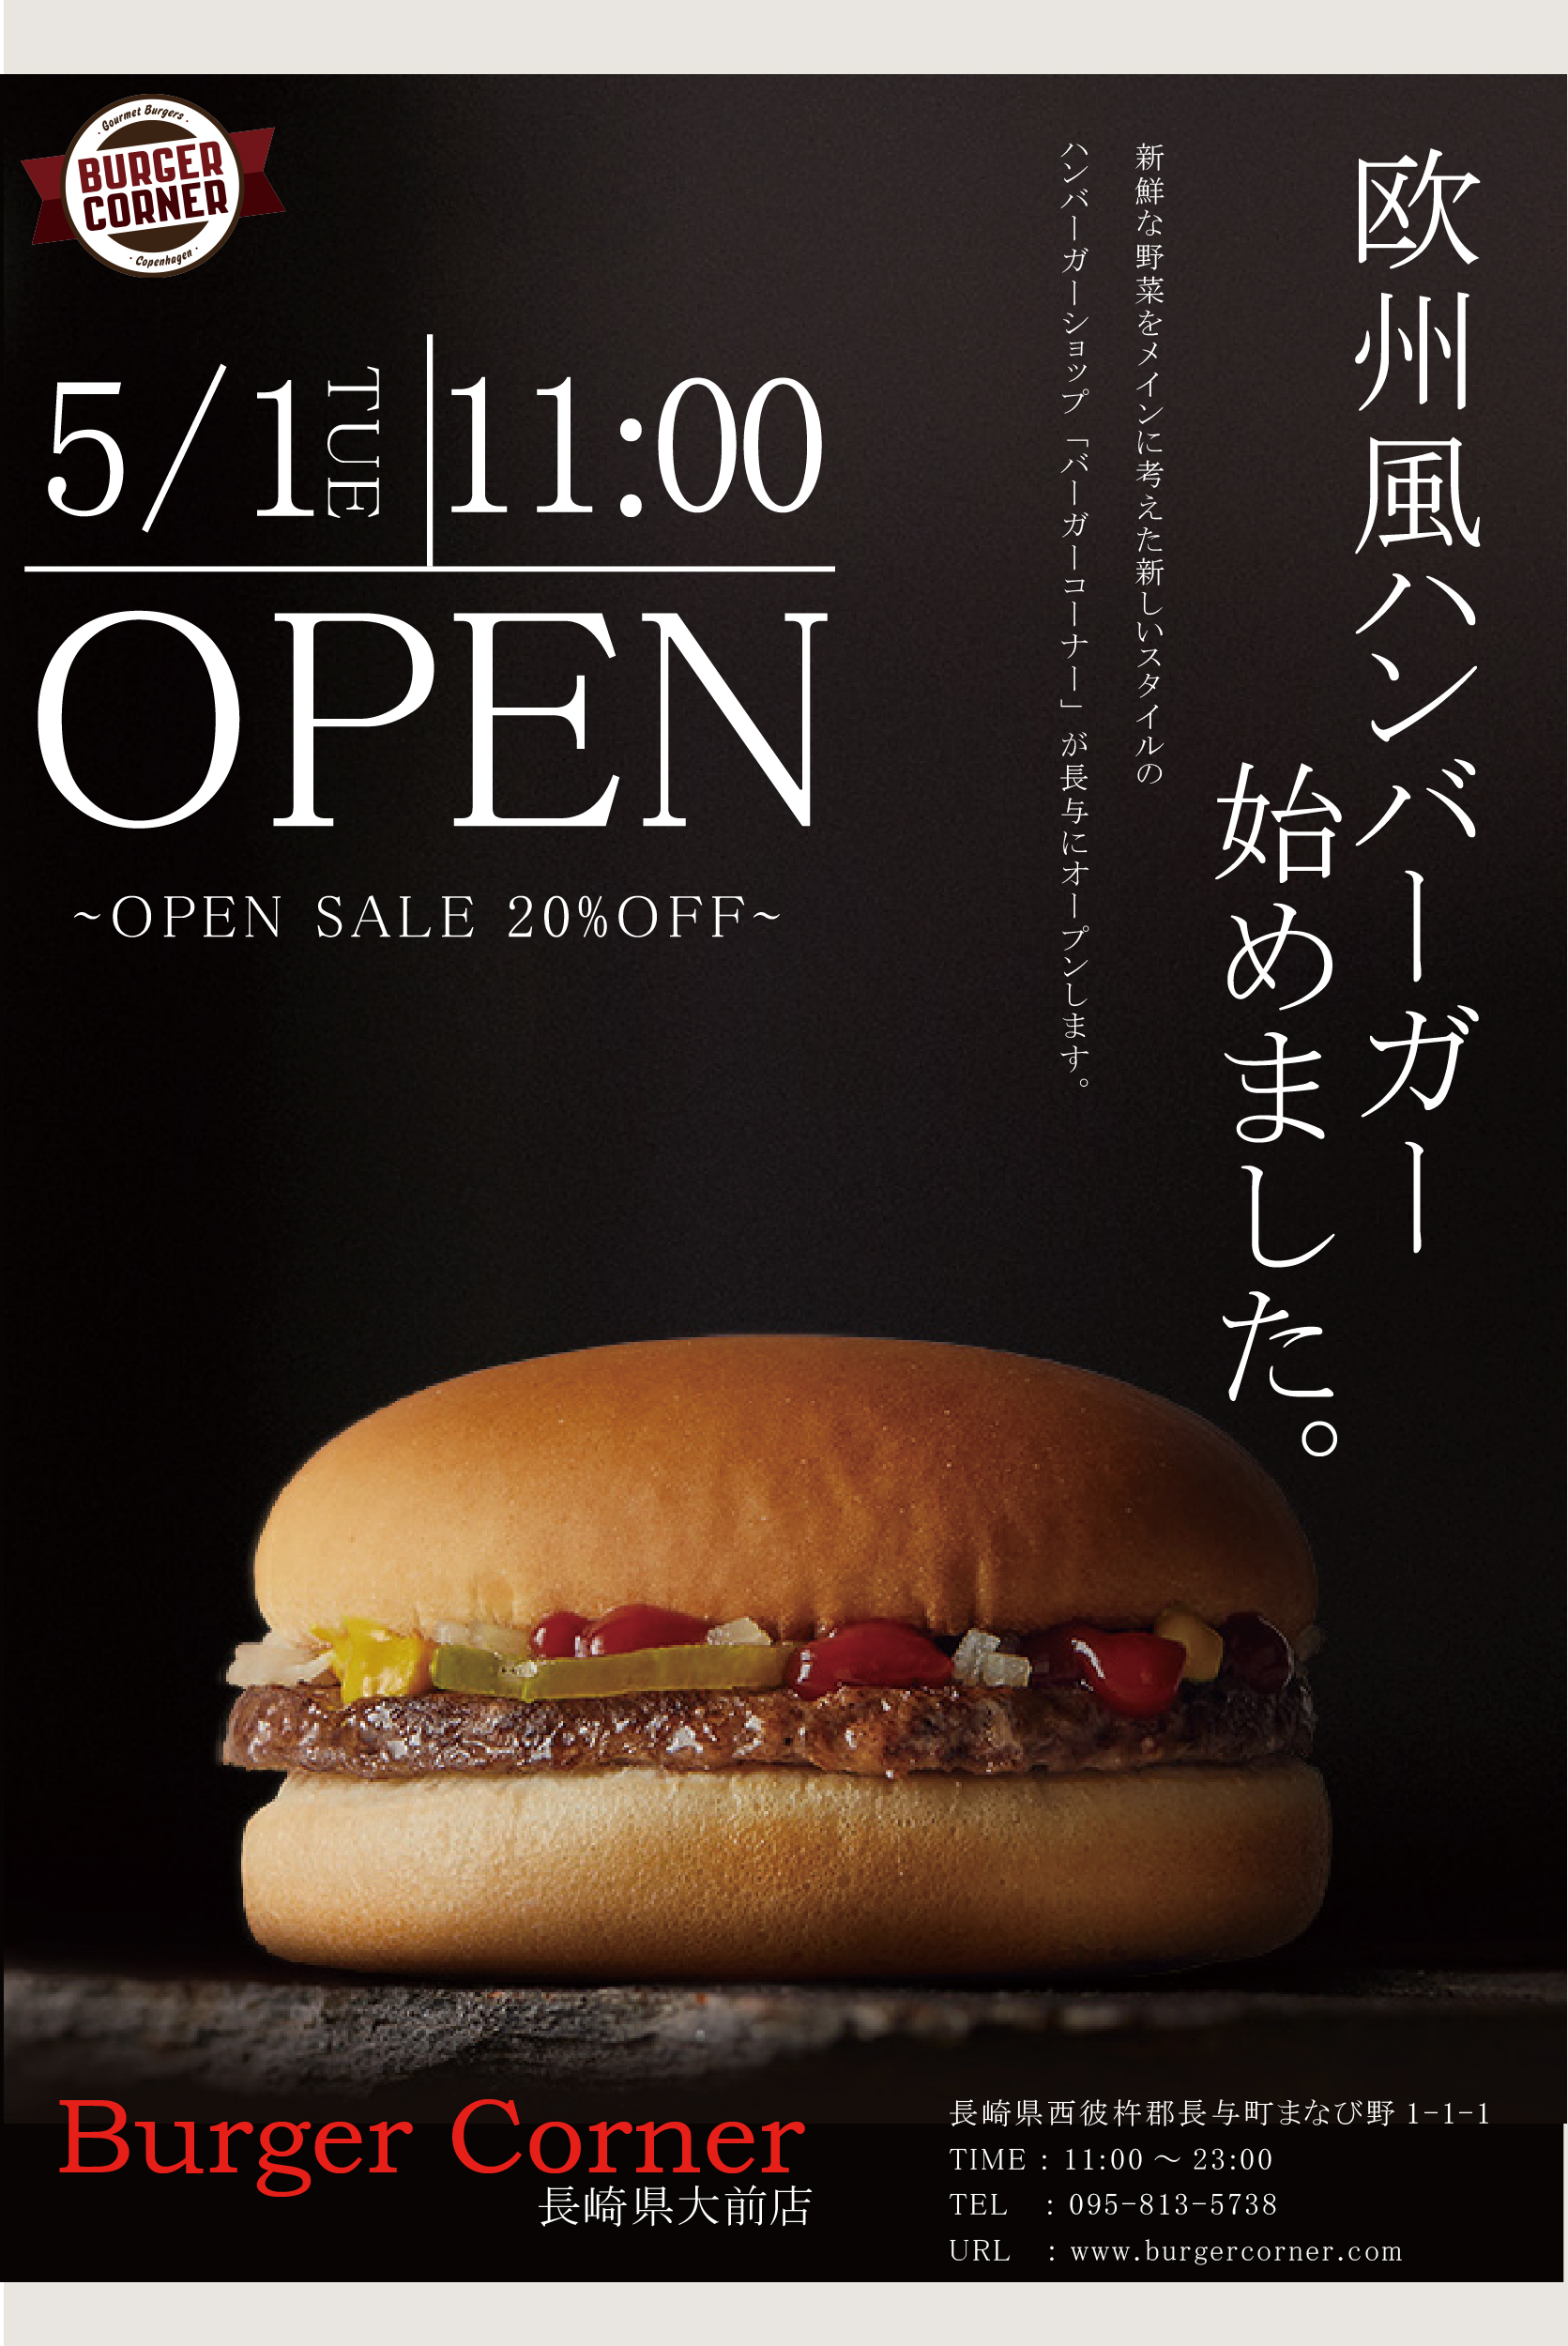 Gourmet Burgers
BURGER
CORNER
Copenhagen
欧州風ハンバーガー
始めました。
新鮮な野菜をメインに考えた新しいスタイルの
ハンバーガーショップ「バーガーコーナー」が長与にオープンします。
5/1 TUE 11:00
OPEN
~OPEN SALE 20%OFF~
Burger Corner
長崎県大前店
長崎県西彼杵郡長与町まなび野 1-1-1
TIME : 11:00 〜 23:00
TEL : 095-813-5738
URL : www.burgercorner.com